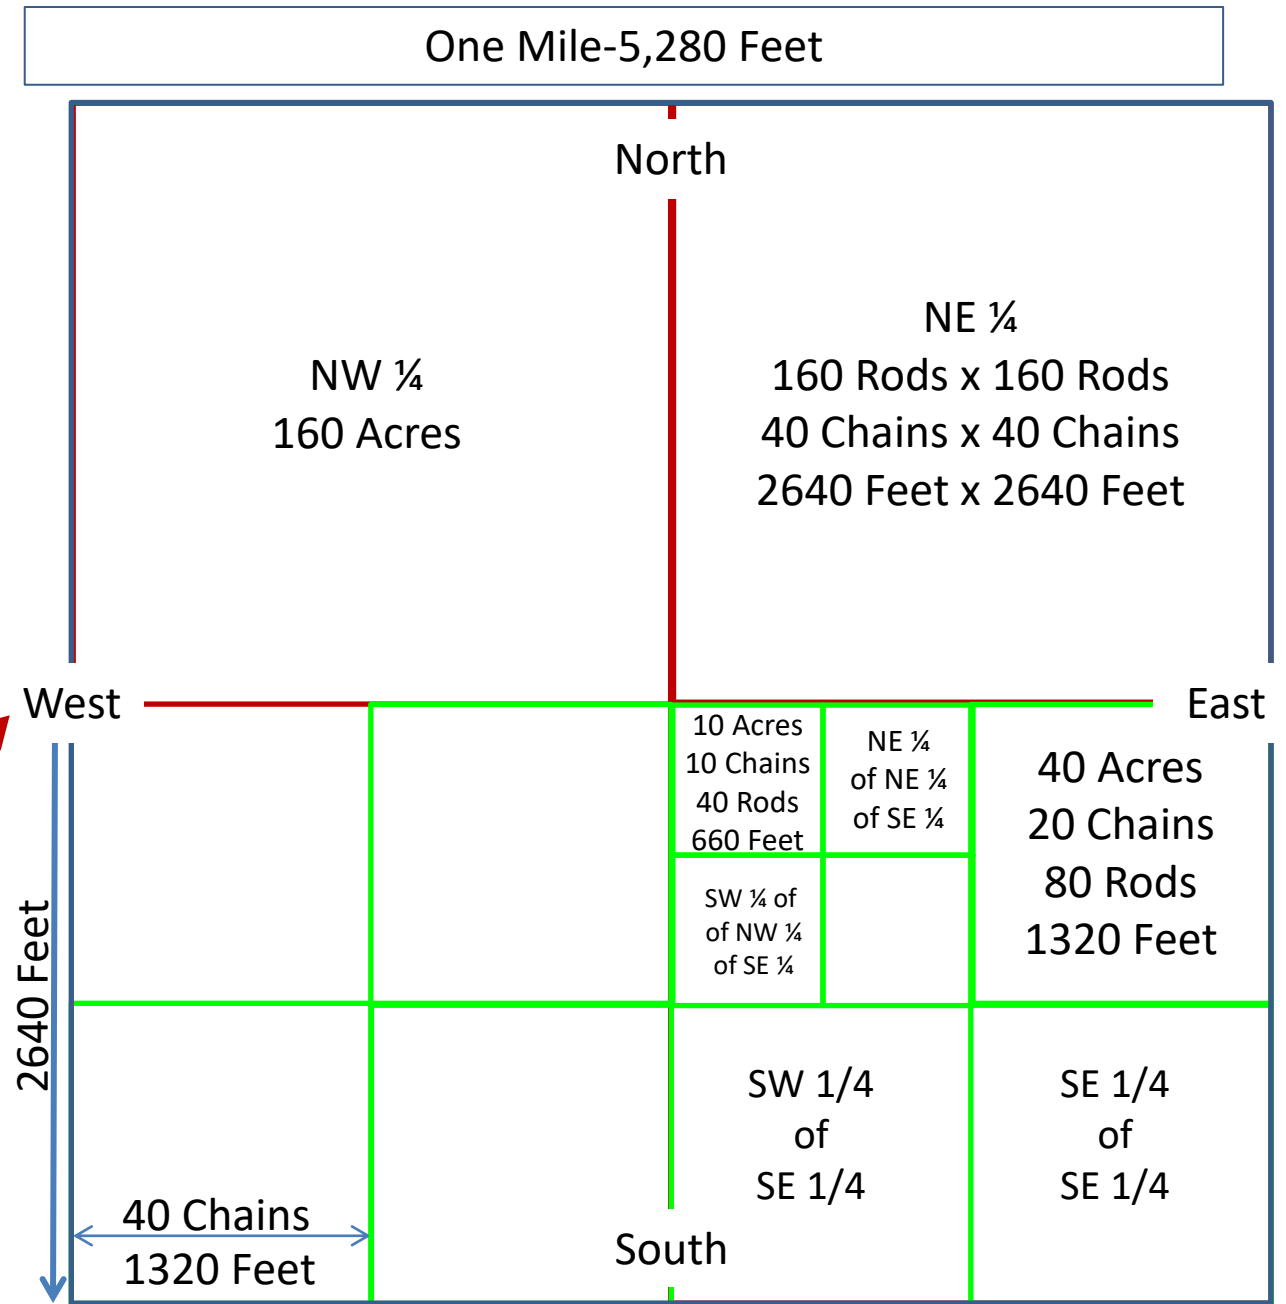 One Mile-5,280 Feet
North
NW ¼
160 Acres
NE ¼
160 Rods x 160 Rods
40 Chains x 40 Chains
2640 Feet x 2640 Feet
West
East
10 Acres
10 Chains
40 Rods
660 Feet
NE ¼
of NE ¼
of SE ¼
40 Acres
20 Chains
80 Rods
1320 Feet
SW ¼ of
of NW ¼
of SE ¼
2640 Feet
SW 1/4
of
SE 1/4
SE 1/4
of
SE 1/4
40 Chains
1320 Feet
South